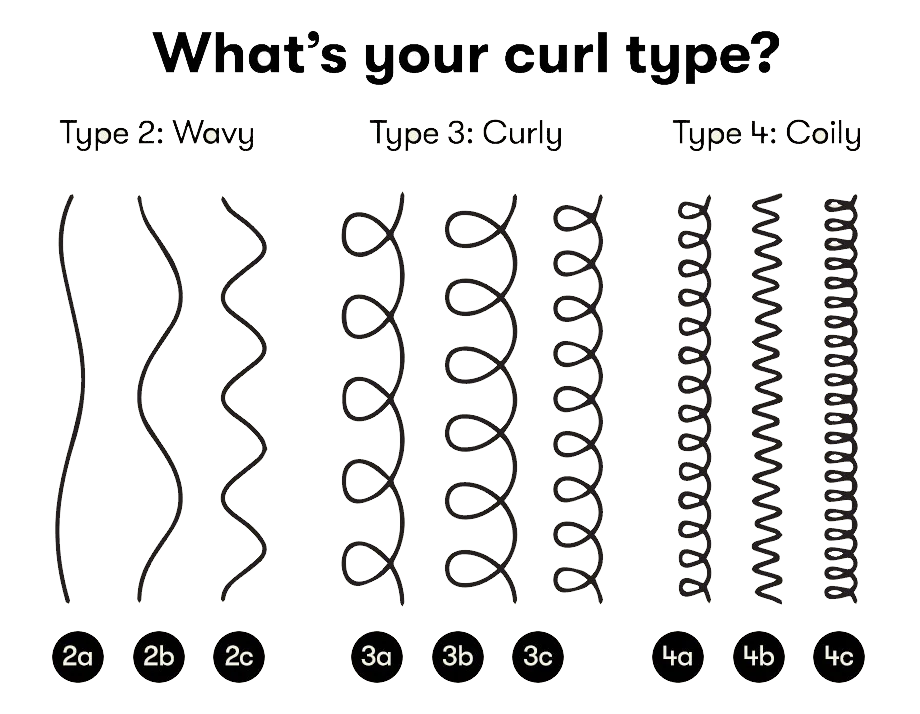 What's your curl type?
Type 2: Wavy Type 3: Curly Type 4: Coily
2a 2b 2c 3a 3b 3c 4a 4b 4c